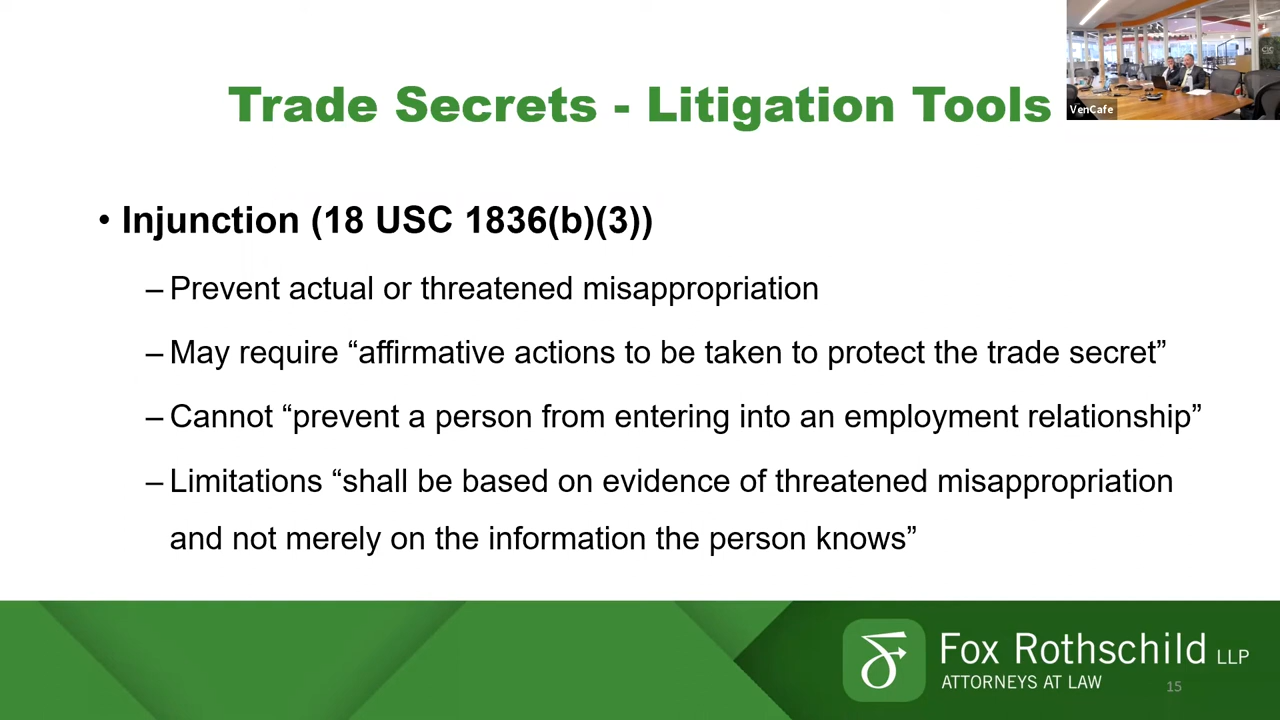 Trade Secrets - Litigation Tools
VenCafe
• Injunction (18 USC 1836(b)(3))
– Prevent actual or threatened misappropriation
– May require “affirmative actions to be taken to protect the trade secret”
– Cannot “prevent a person from entering into an employment relationship”
– Limitations “shall be based on evidence of threatened misappropriation
and not merely on the information the person knows”
Fox Rothschild LLP
ATTORNEYS AT LAW
15